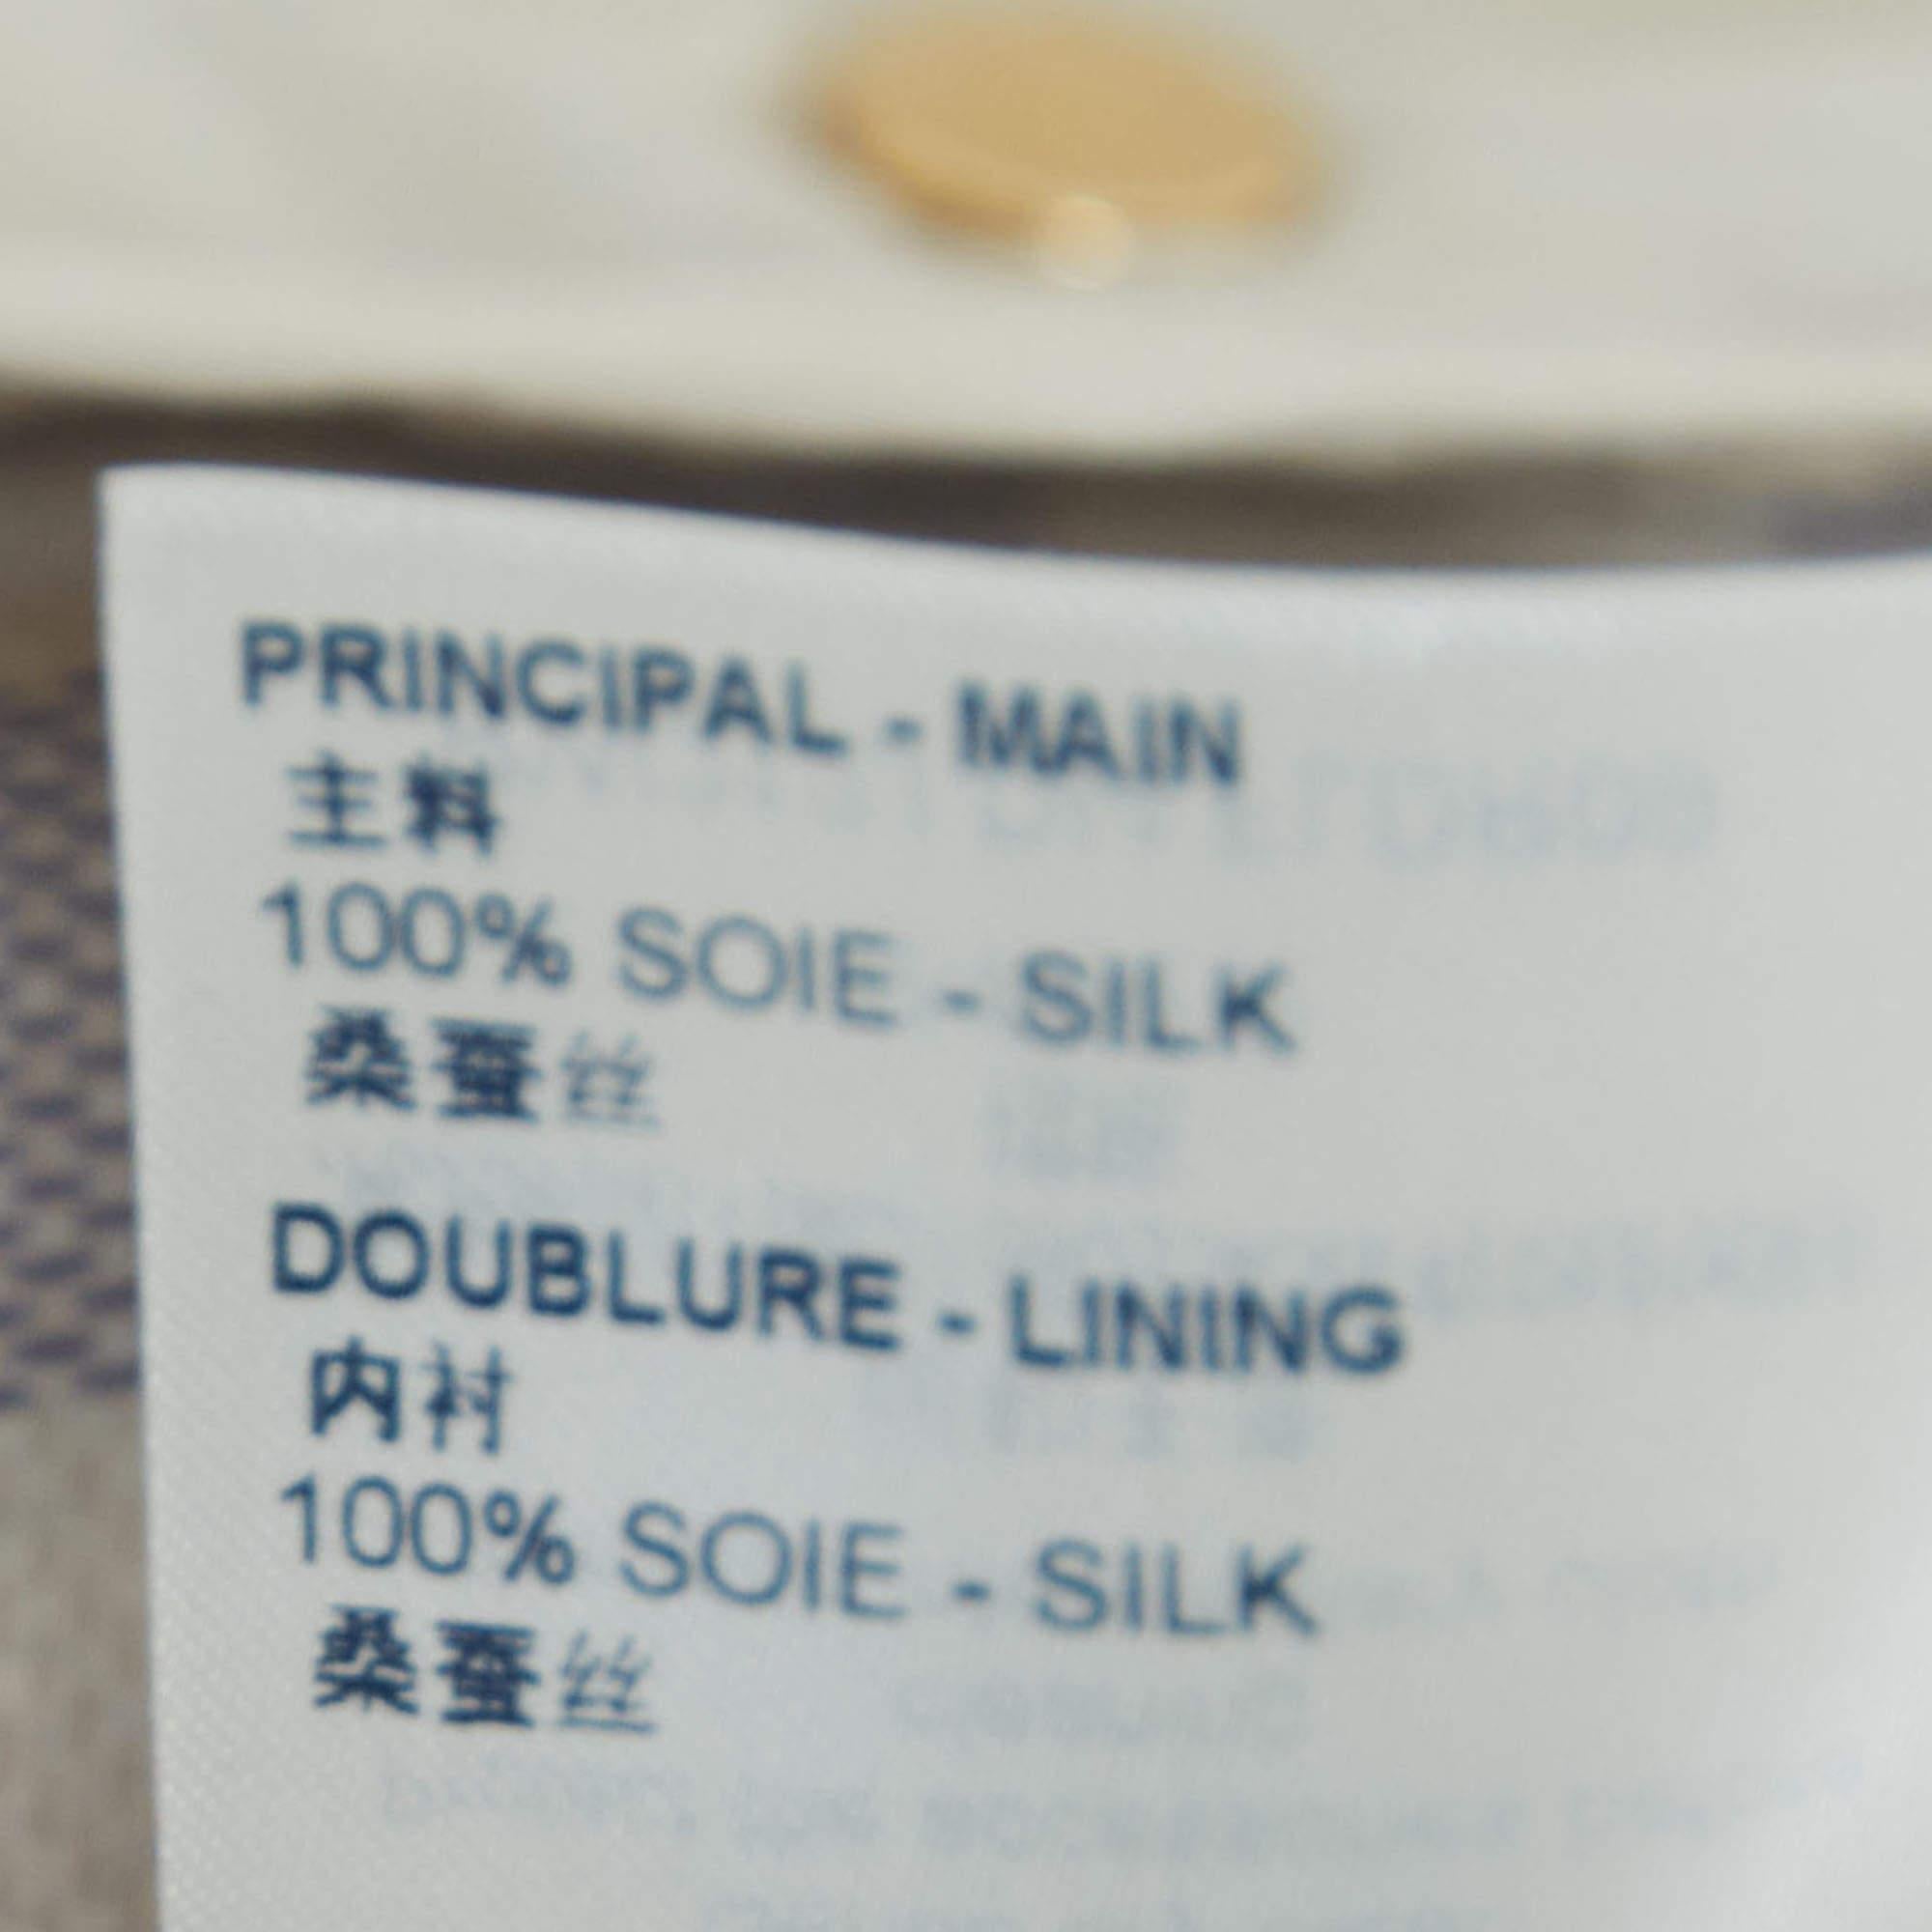 PRINCIPAL - MAIN
主料
100% SOIE - SILK
桑蚕丝
DOUBLURE - LINING
内衬
100% SOIE - SILK
桑蚕丝